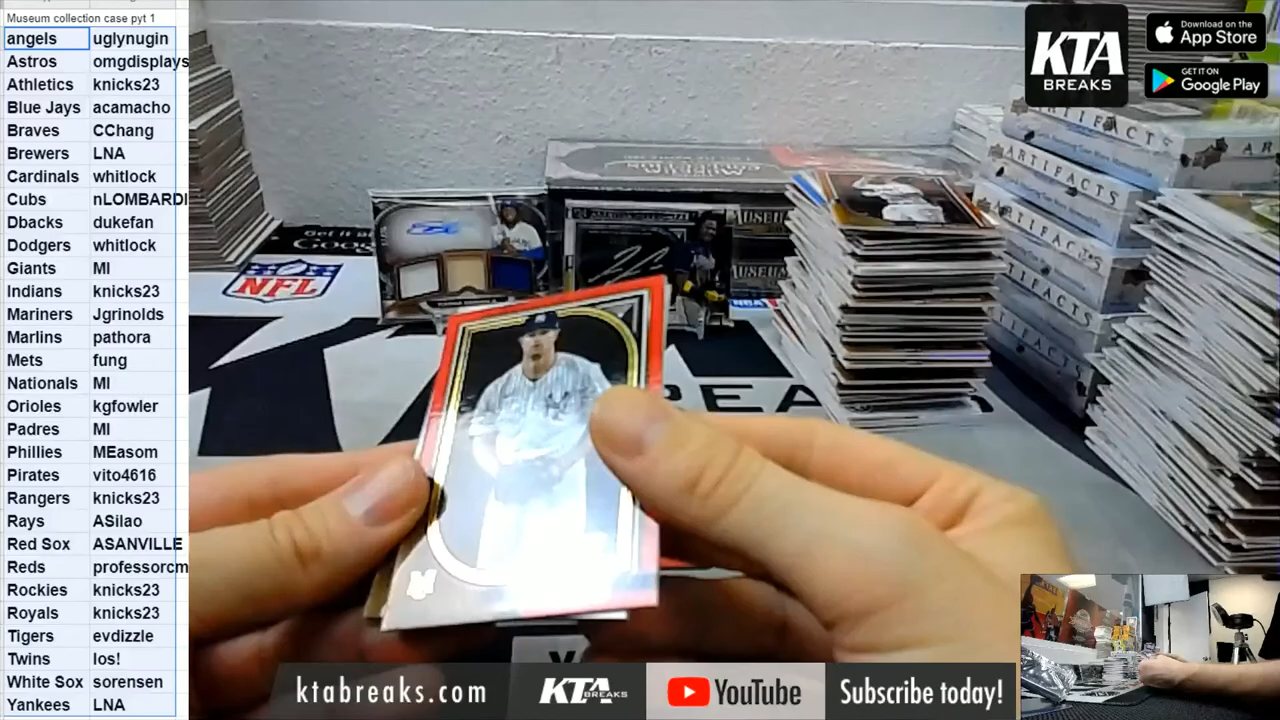 Museum collection case pyt 1
angels uglynugin
Astros omgdisplays
Athletics knicks23
Blue Jays acamacho
Braves CChang
Brewers LNA
Cardinals whitlock
Cubs nLOMBARDI
Dbacks dukefan
Dodgers whitlock
Giants MI
Indians knicks23
Mariners Jgrinolds
Marlins pathora
Mets fung
Nationals MI
Orioles kgfowler
Padres MI
Phillies MEasom
Pirates vito4616
Rangers knicks23
Rays ASilao
Red Sox ASANVILLE
Reds professorcm
Rockies knicks23
Royals knicks23
Tigers evdizzle
Twins los!
White Sox sorensen
Yankees LNA
KTA
BREAKS
Download on the
App Store
GET IT ON
Google Play
ARTIFACTS
ARTIFACTS
ARTIFACTS
NFL
ktabreaks.com
KTA BREAKS
YouTube
Subscribe today!